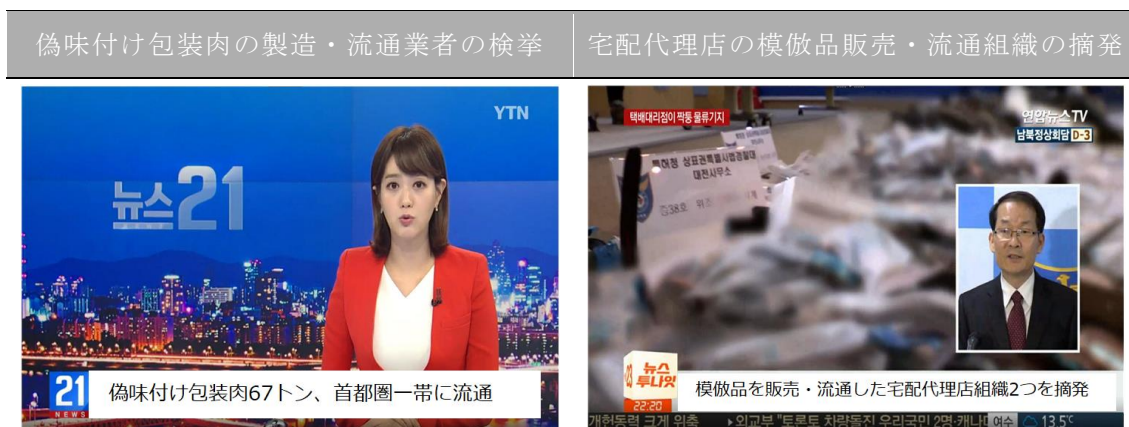 偽味付け包装肉の製造・流通業者の検挙
宅配代理店の模倣品販売・流通組織の摘発
YTN
뉴스21
21
NEWS
偽味付け包装肉67トン、首都圏一帯に流通
택배대리점이 짝퉁 물류기지
연합뉴스TV
남북정상회담 D-3
특허청 상표권특별사법경찰대
대전사무소
뉴스
투나잇
22:20
模倣品を販売・流通した宅配代理店組織2つを摘発
개헌동력 크게 위축 ▸외교부 "토론토 차량돌진 우리국민 2명·캐나다
여수 13.5℃